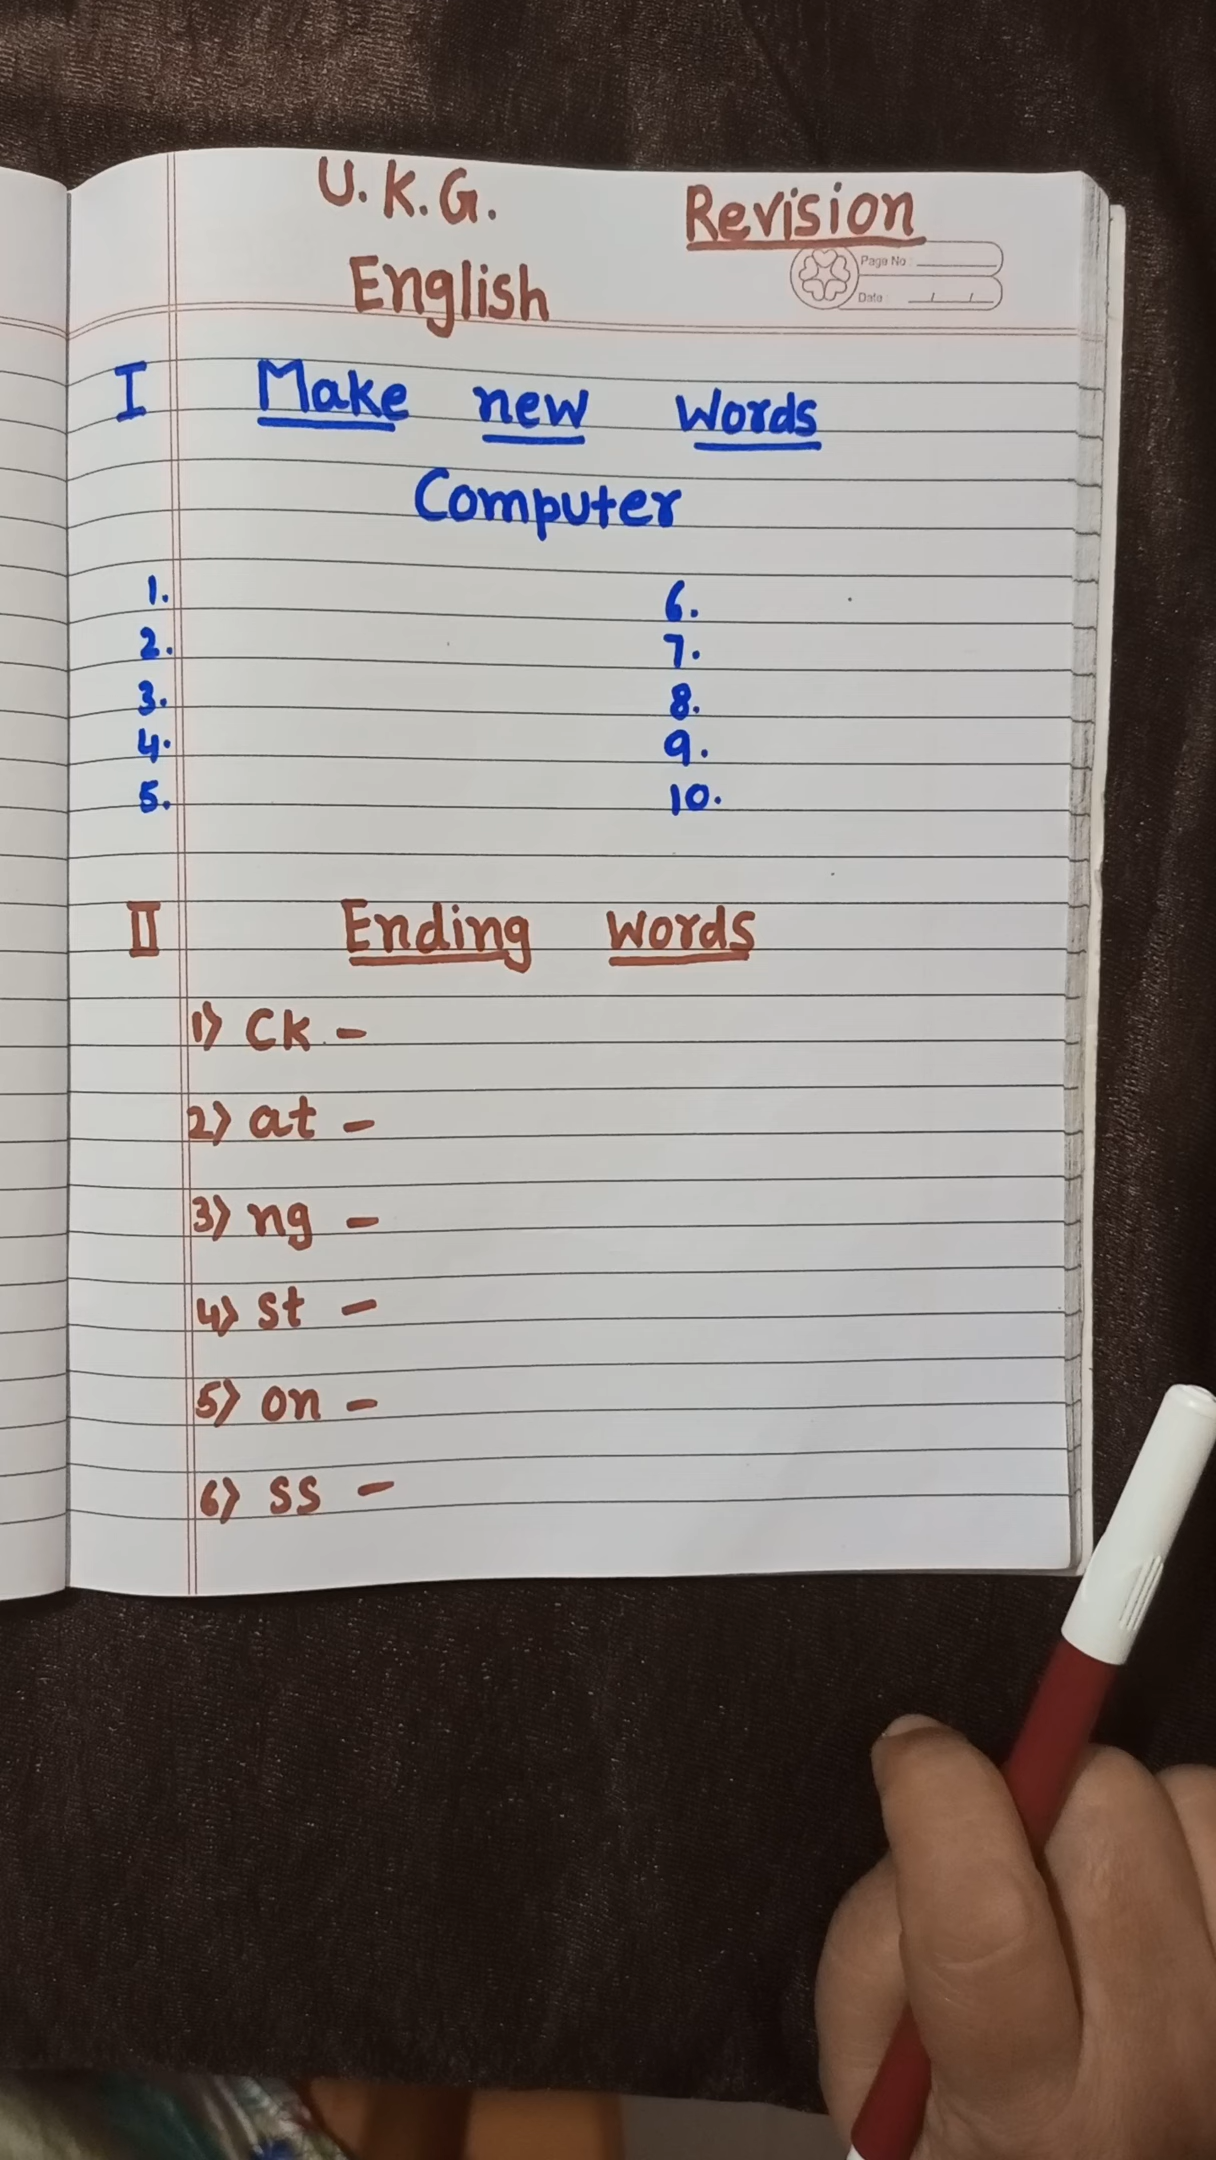 U.K.G.
Revision
Page No
Date
English
I Make new words
Computer
1. 6.
2. 7.
3. 8.
4. 9.
5. 10.
II Ending words
1) Ck -
2) at -
3) ng -
4) st -
5) on -
6) ss -